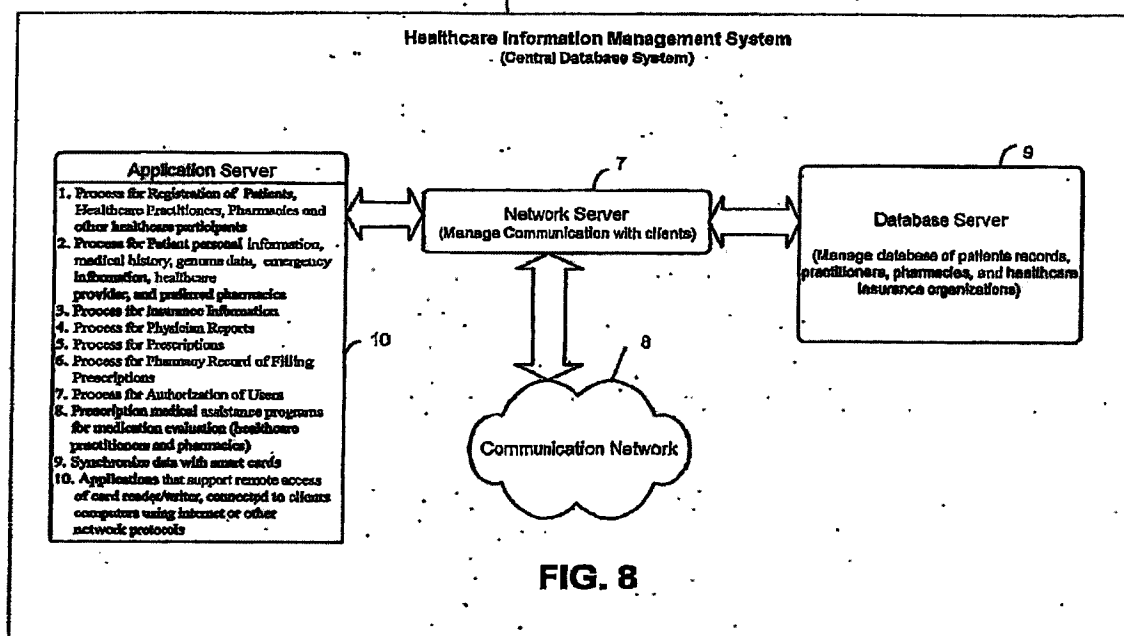 Healthcare Information Management System
(Central Database System)
Application Server
1. Process for Registration of Patients,
Healthcare Practitioners, Pharmacies and
other healthcare participants
2. Process for Patient personal information,
medical history, genome data, emergency
information, healthcare
provider, and preferred pharmacies
3. Process for Insurance Information
4. Process for Physician Reports
5. Process for Prescriptions
6. Process for Pharmacy Record of Filling
Prescriptions
7. Process for Authorization of Users
8. Prescription medical assistance programs
for medication evaluation (healthcare
practitioners and pharmacies)
9. Synchronize data with smart cards
10. Applications that support remote access
of card reader/writer, connected to clients
computers using internet or other
network protocols
10
7
Network Server
(Manage Communication with clients)
9
Database Server
(Manage database of patients records,
practitioners, pharmacies, and healthcare
insurance organizations)
8
Communication Network
FIG. 8